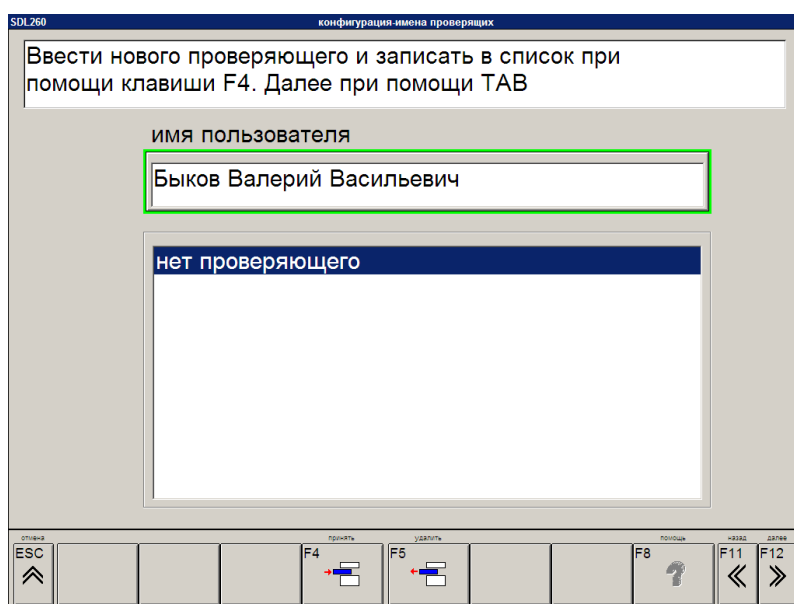 SDL260 конфигурация-имена проверящих
Ввести нового проверяющего и записать в список при
помощи клавиши F4. Далее при помощи TAB
имя пользователя
Быков Валерий Васильевич
нет проверяющего
отмена принять удалить помощь назад далее
ESC F4 F5 F8 F11 F12